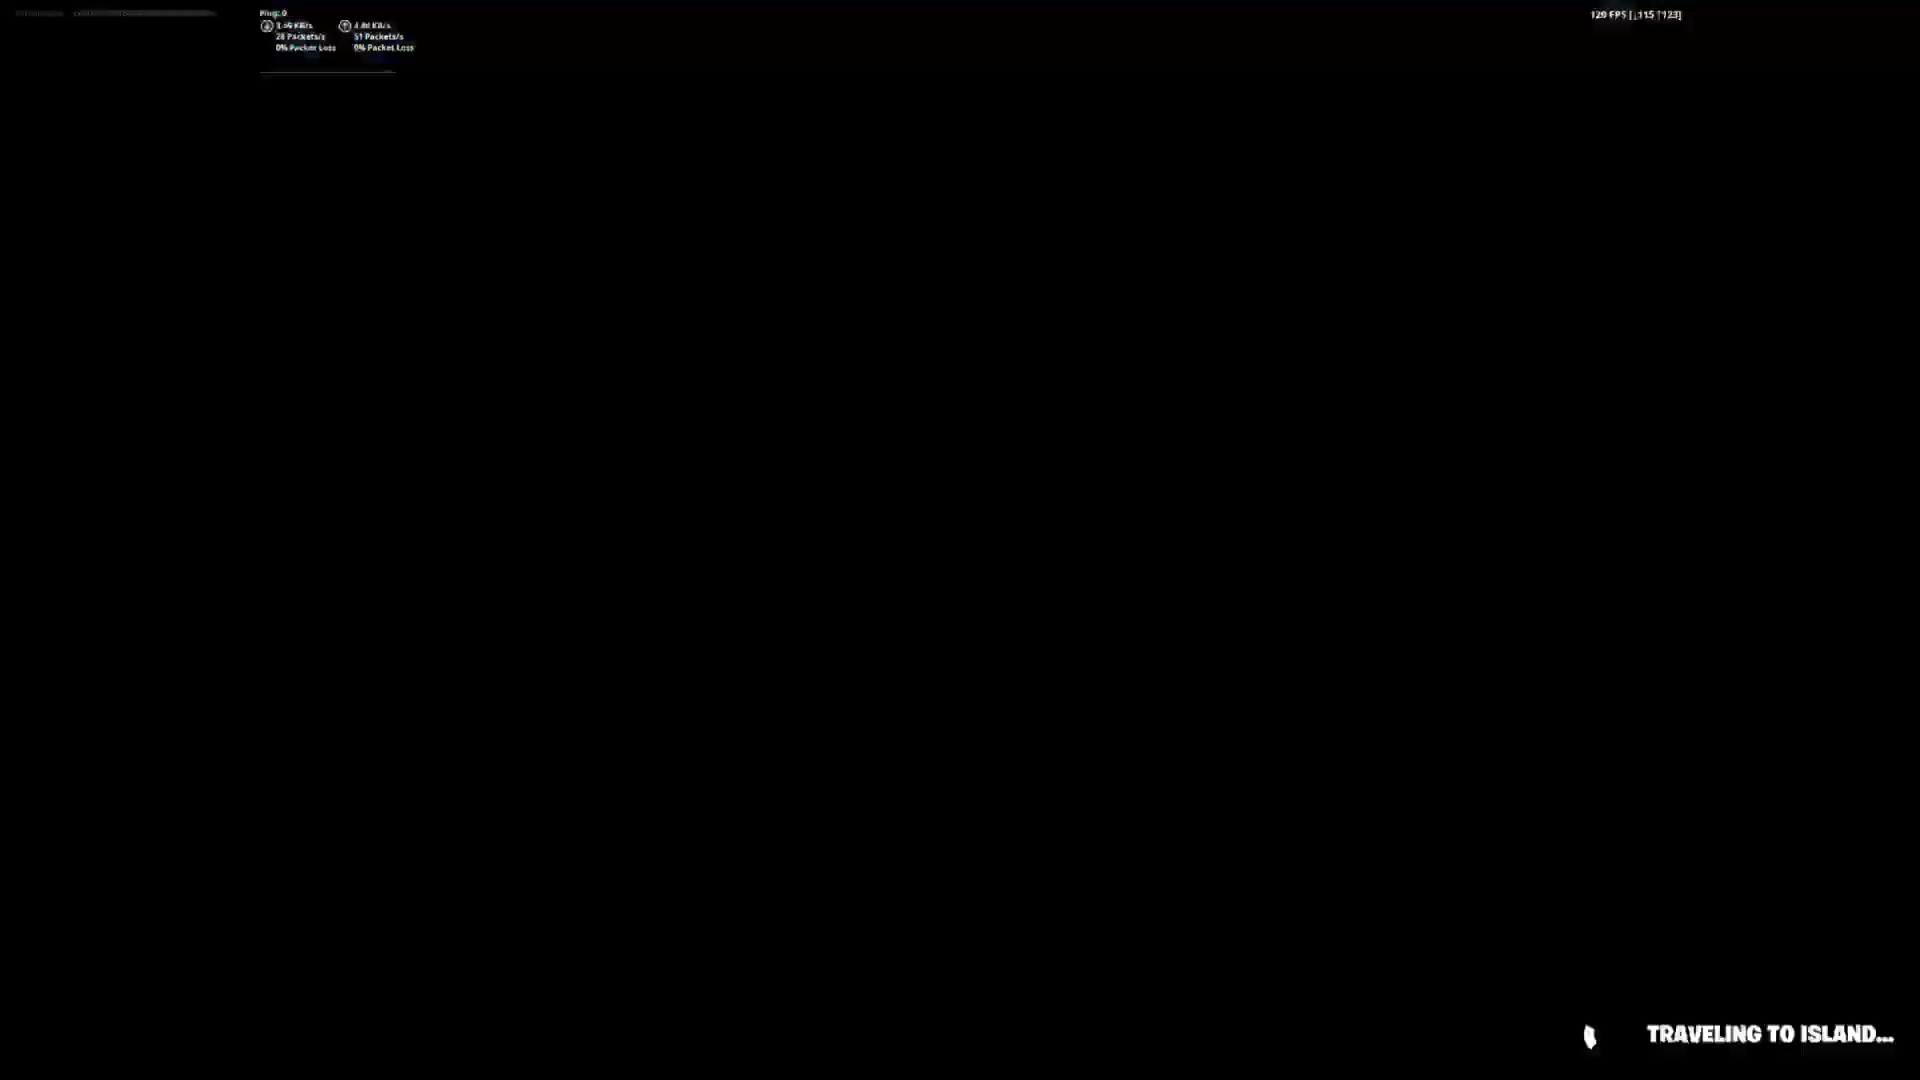 Ping: 0
28 Packets/s
51 Packets/s
0% Packet Loss
0% Packet Loss
120 FPS [↓115 ↑123]
TRAVELING TO ISLAND...